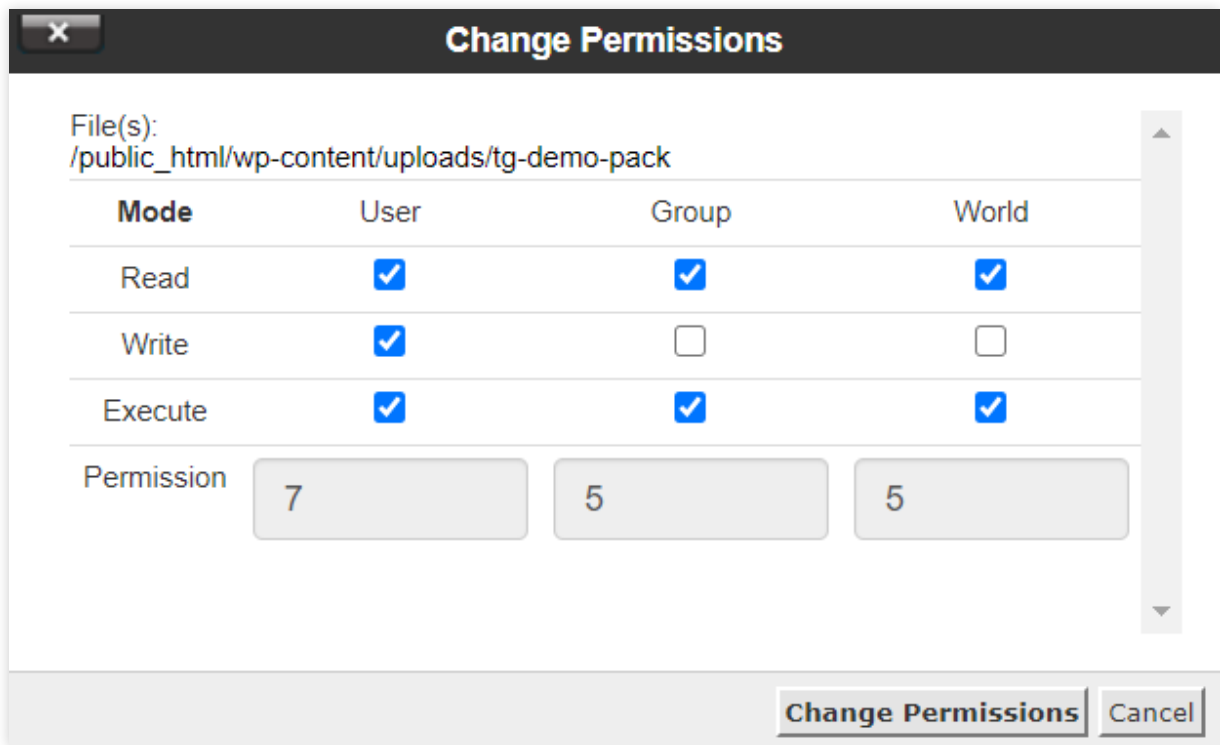 Change Permissions
File(s):
/public_html/wp-content/uploads/tg-demo-pack
Mode User Group World
Read
Write
Execute
Permission 7 5 5
Change Permissions Cancel